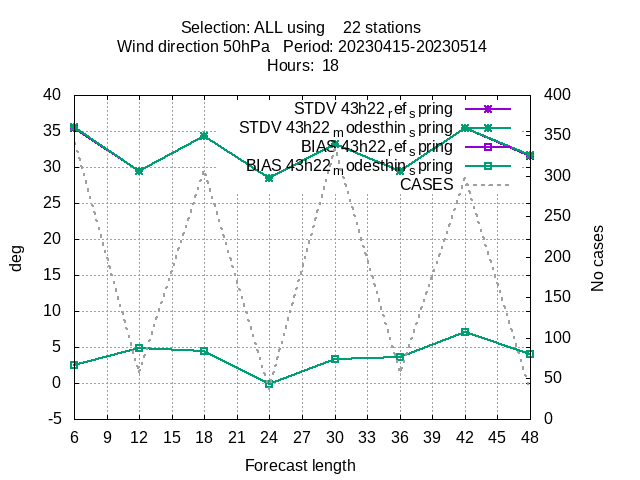 Selection: ALL using 22 stations
Wind direction 50hPa Period: 20230415-20230514
Hours: 18
STDV 43h22_ref_spring
STDV 43h22_modesthin_spring
BIAS 43h22_ref_spring
BIAS 43h22_modesthin_spring
CASES
40
35
30
25
20
15
10
5
0
-5
deg
400
350
300
250
200
150
100
50
0
No cases
6 9 12 15 18 21 24 27 30 33 36 39 42 45 48
Forecast length